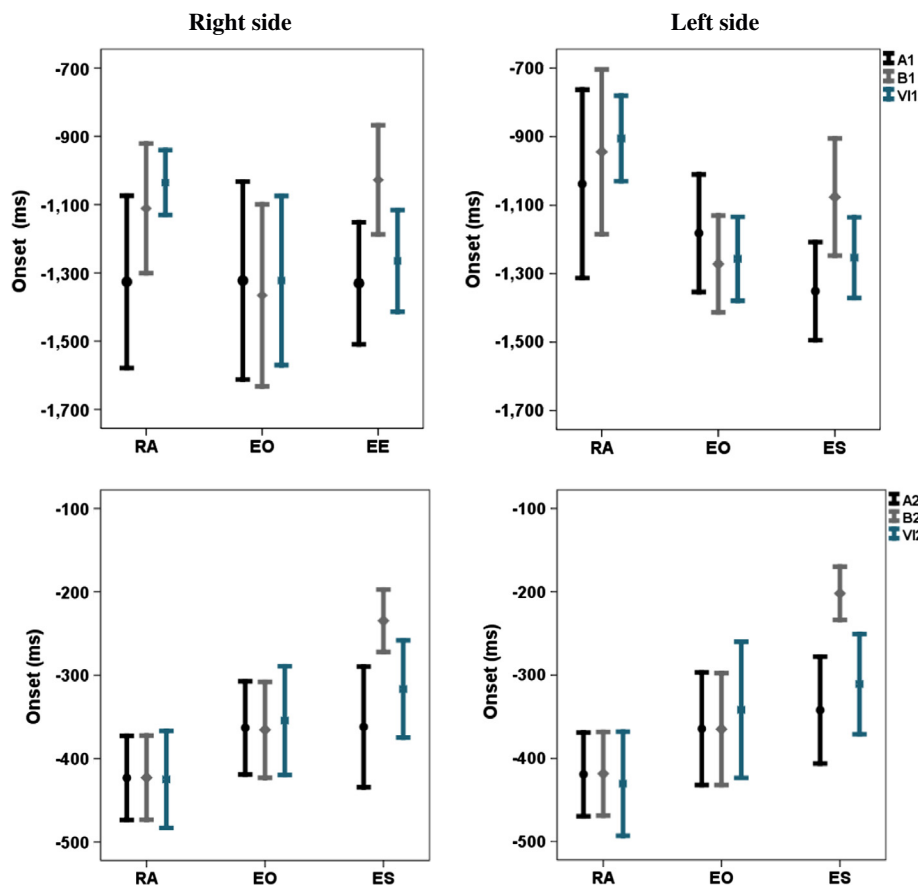 Right side
Left side
-700
-900
-1,100
-1,300
-1,500
-1,700
Onset (ms)
RA EO EE
-700
-900
-1,100
-1,300
-1,500
-1,700
Onset (ms)
RA EO ES
A1
B1
VI1
-100
-200
-300
-400
-500
Onset (ms)
RA EO ES
-100
-200
-300
-400
-500
Onset (ms)
RA EO ES
A2
B2
VI2